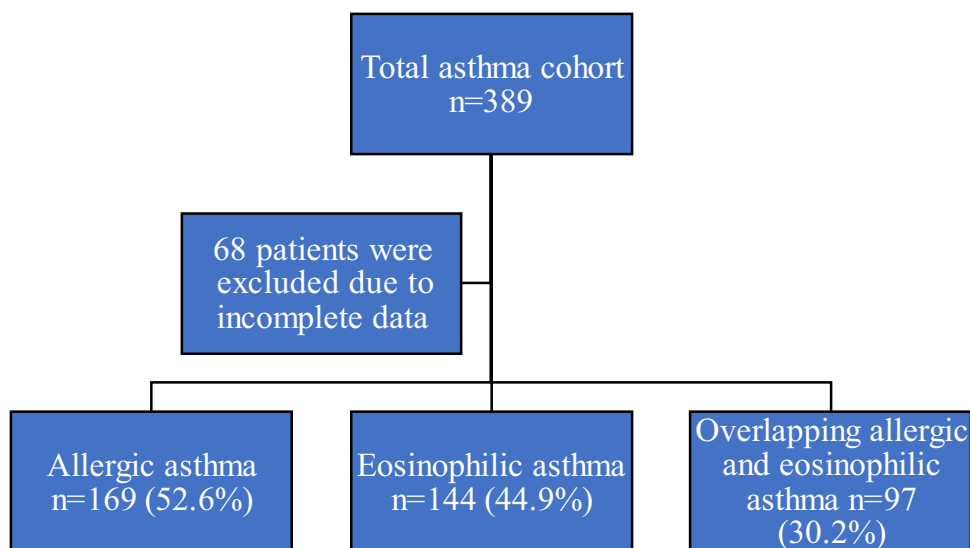 Total asthma cohort
n=389
68 patients were
excluded due to
incomplete data
Allergic asthma
n=169 (52.6%)
Eosinophilic asthma
n=144 (44.9%)
Overlapping allergic
and eosinophilic
asthma n=97
(30.2%)